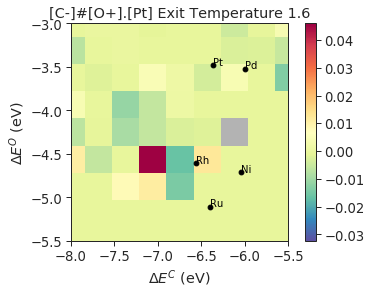 [C-]#[O+].[Pt] Exit Temperature 1.6
−3.0
−3.5
−4.0
−4.5
−5.0
−5.5
ΔE^O (eV)
Pt
Pd
Rh
Ni
Ru
−8.0 −7.5 −7.0 −6.5 −6.0 −5.5
ΔE^C (eV)
0.04
0.03
0.02
0.01
0.00
−0.01
−0.02
−0.03